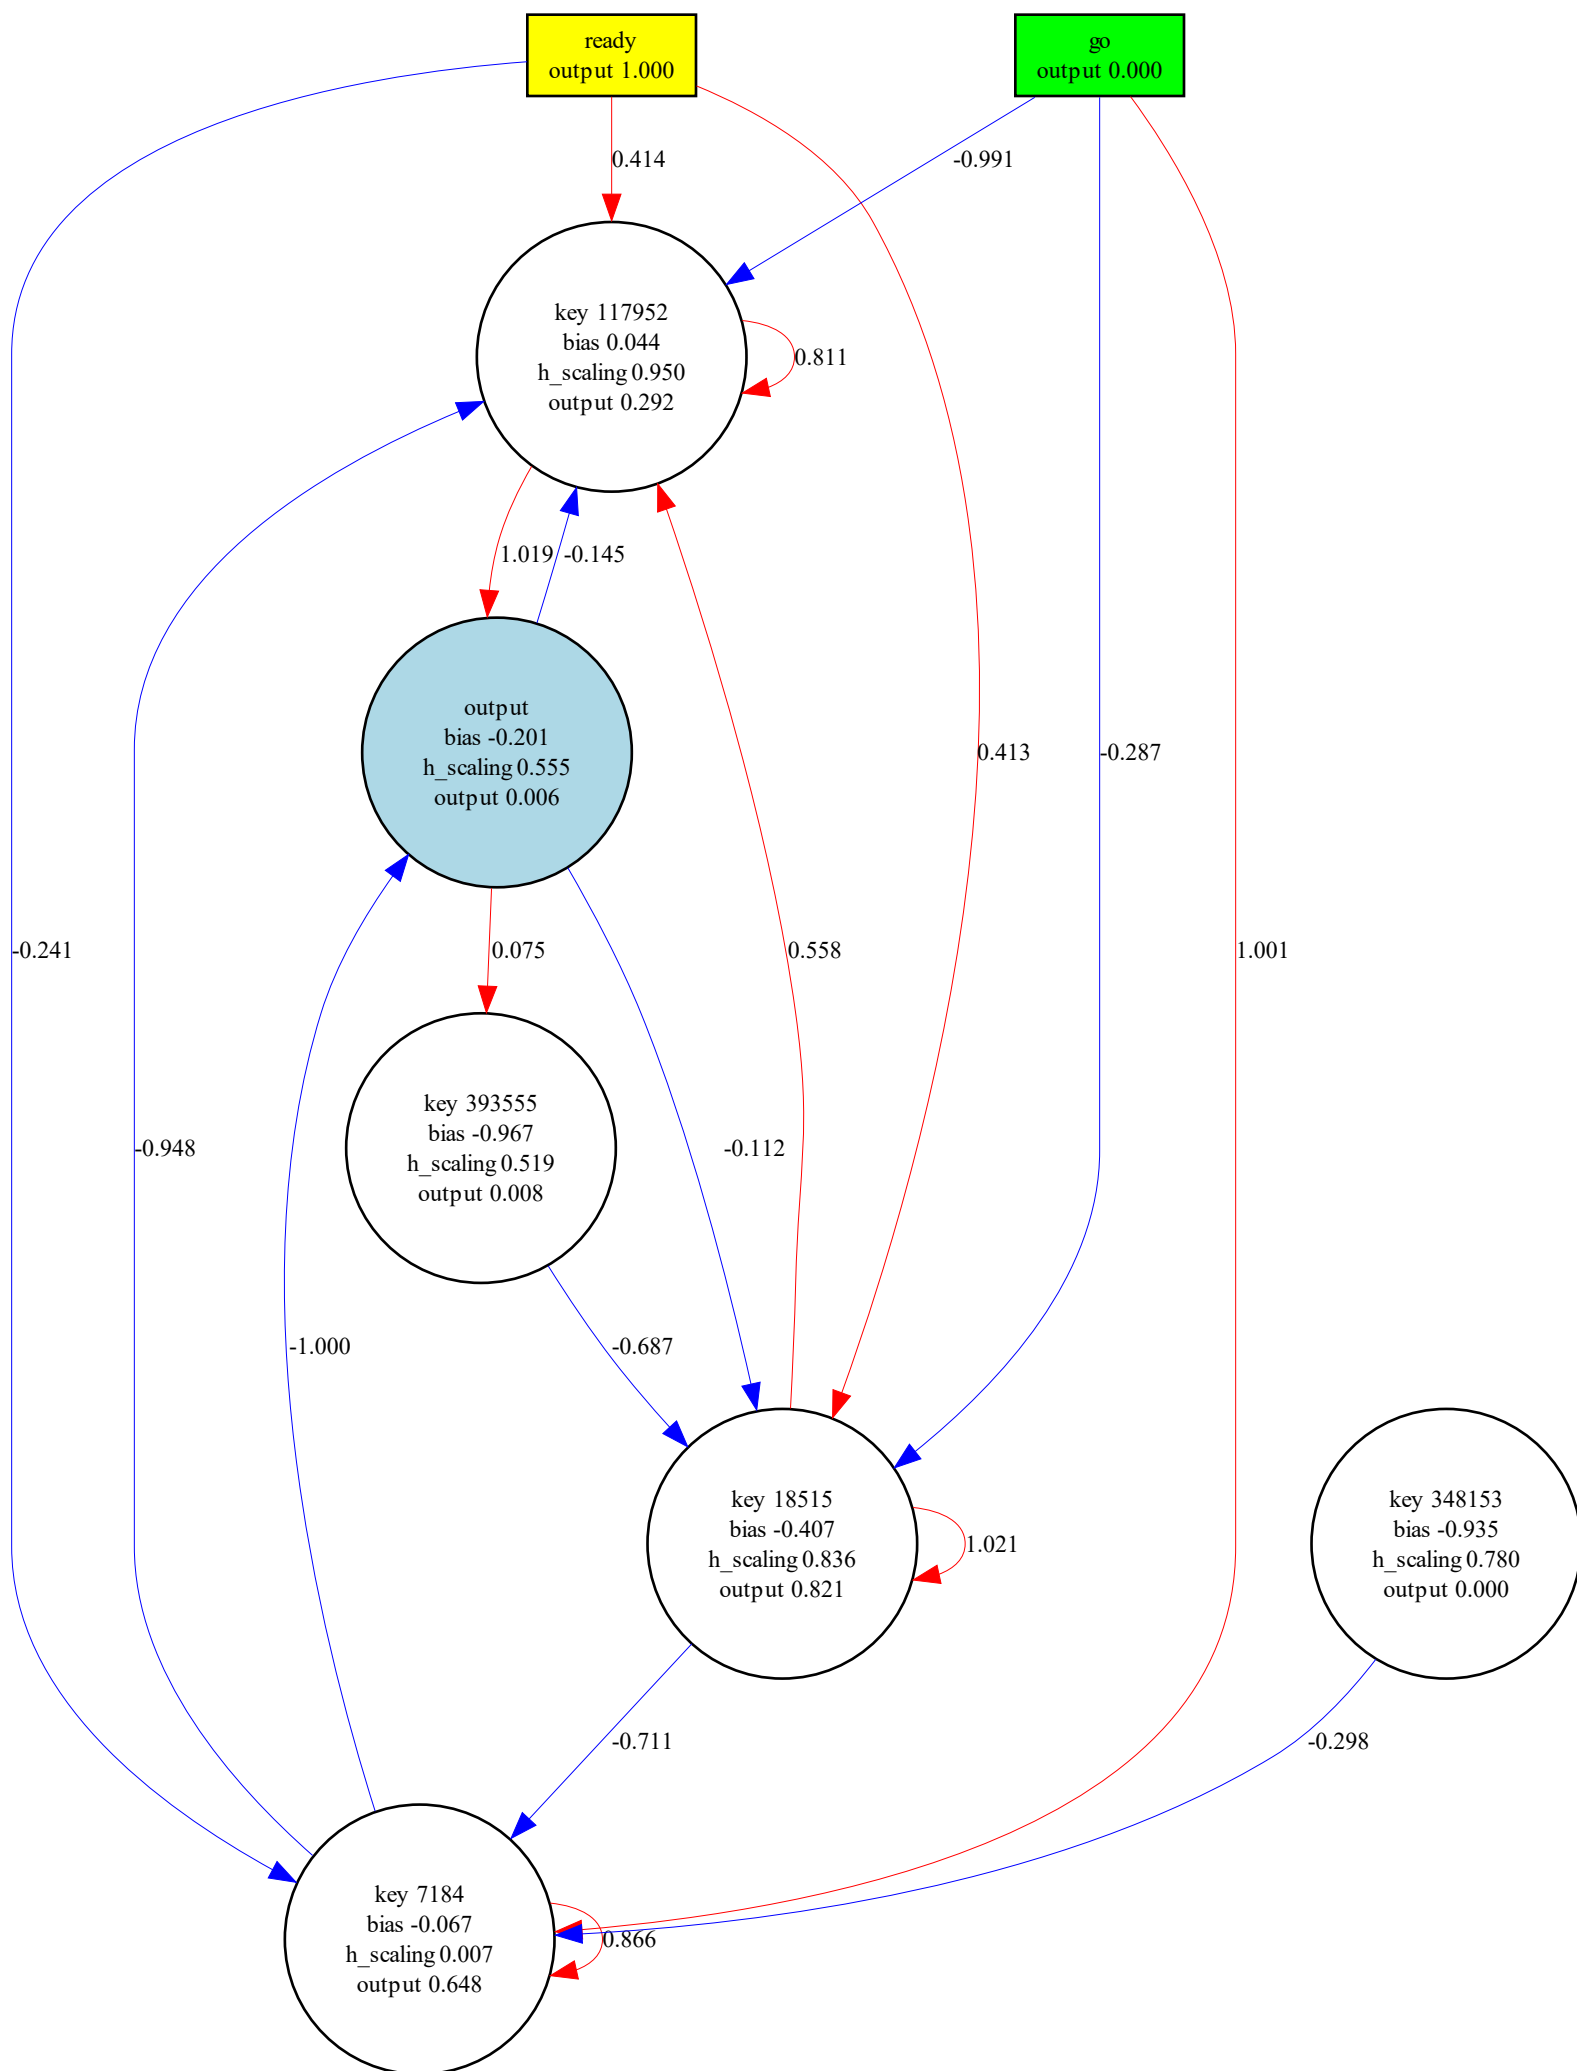 ready
output 1.000
go
output 0.000
0.414
-0.991
key 117952
bias 0.044
h_scaling 0.950
output 0.292
0.811
1.019
-0.145
output
bias -0.201
h_scaling 0.555
output 0.006
0.413
-0.287
-0.241
0.075
0.558
1.001
key 393555
bias -0.967
h_scaling 0.519
output 0.008
-0.948
-0.112
-1.000
-0.687
key 18515
bias -0.407
h_scaling 0.836
output 0.821
1.021
key 348153
bias -0.935
h_scaling 0.780
output 0.000
-0.711
-0.298
key 7184
bias -0.067
h_scaling 0.007
output 0.648
0.866